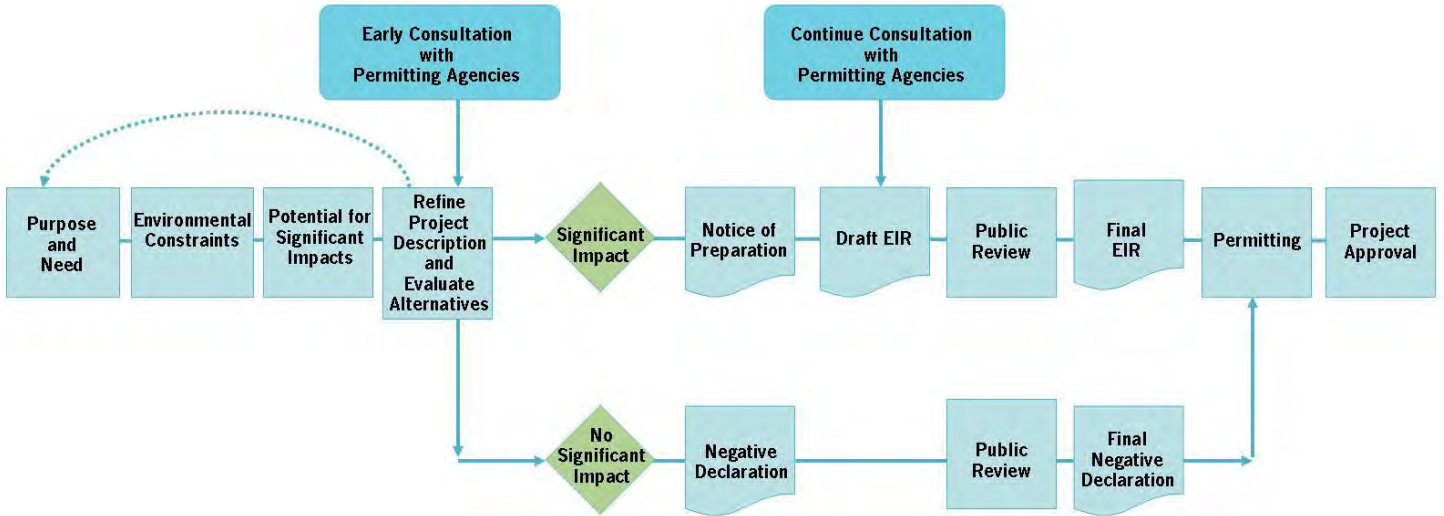 Early Consultation
with
Permitting Agencies
Continue Consultation
with
Permitting Agencies
Purpose
and
Need
Environmental
Constraints
Potential for
Significant
Impacts
Refine
Project
Description
and
Evaluate
Alternatives
Significant
Impact
Notice of
Preparation
Draft EIR
Public
Review
Final
EIR
Permitting
Project
Approval
No
Significant
Impact
Negative
Declaration
Public
Review
Final
Negative
Declaration